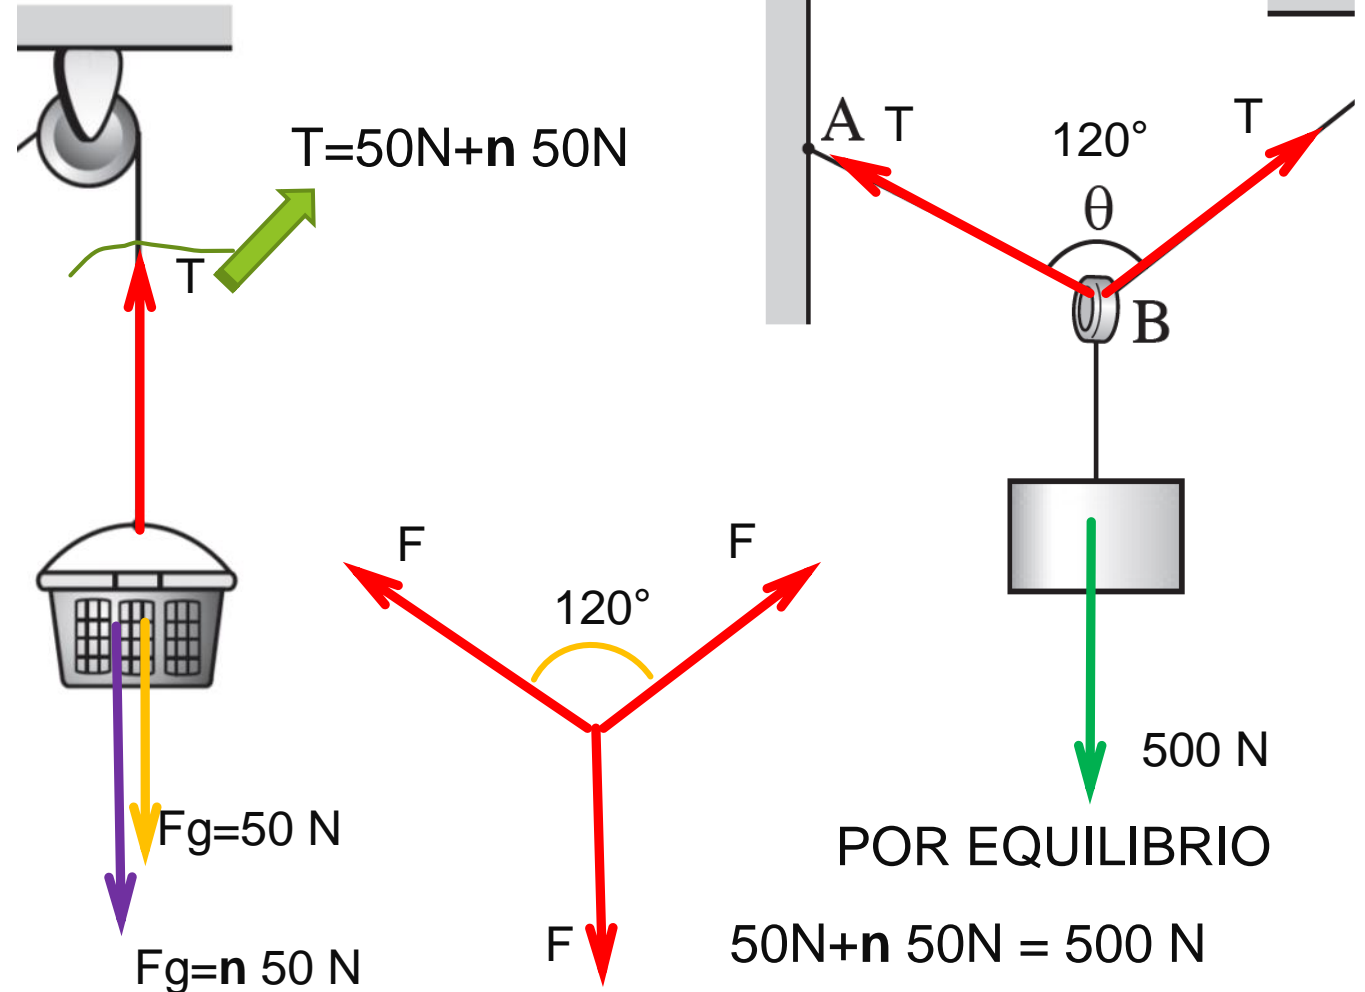 T=50N+n 50N
T
Fg=50 N
Fg=n 50 N
F
F
120°
F
A
T
T
120°
θ
B
500 N
POR EQUILIBRIO
50N+n 50N = 500 N